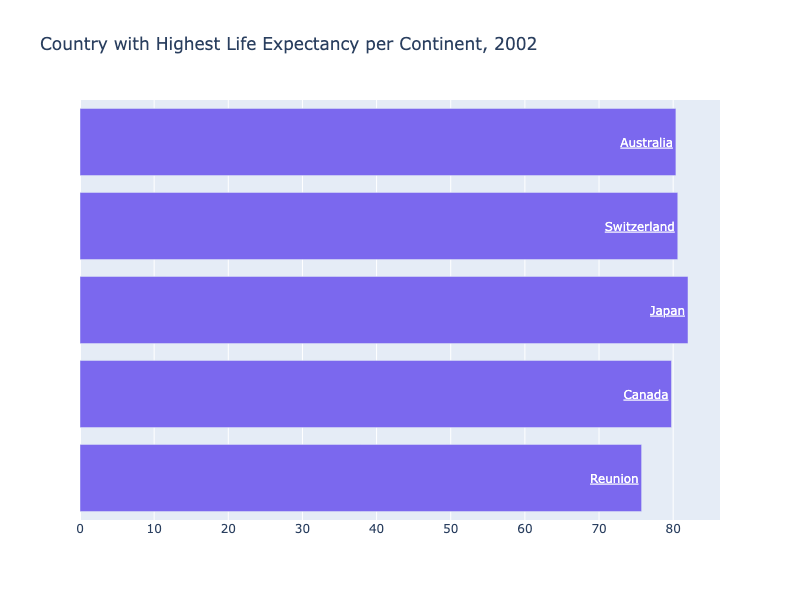 Country with Highest Life Expectancy per Continent, 2002
Australia
Switzerland
Japan
Canada
Reunion
0 10 20 30 40 50 60 70 80